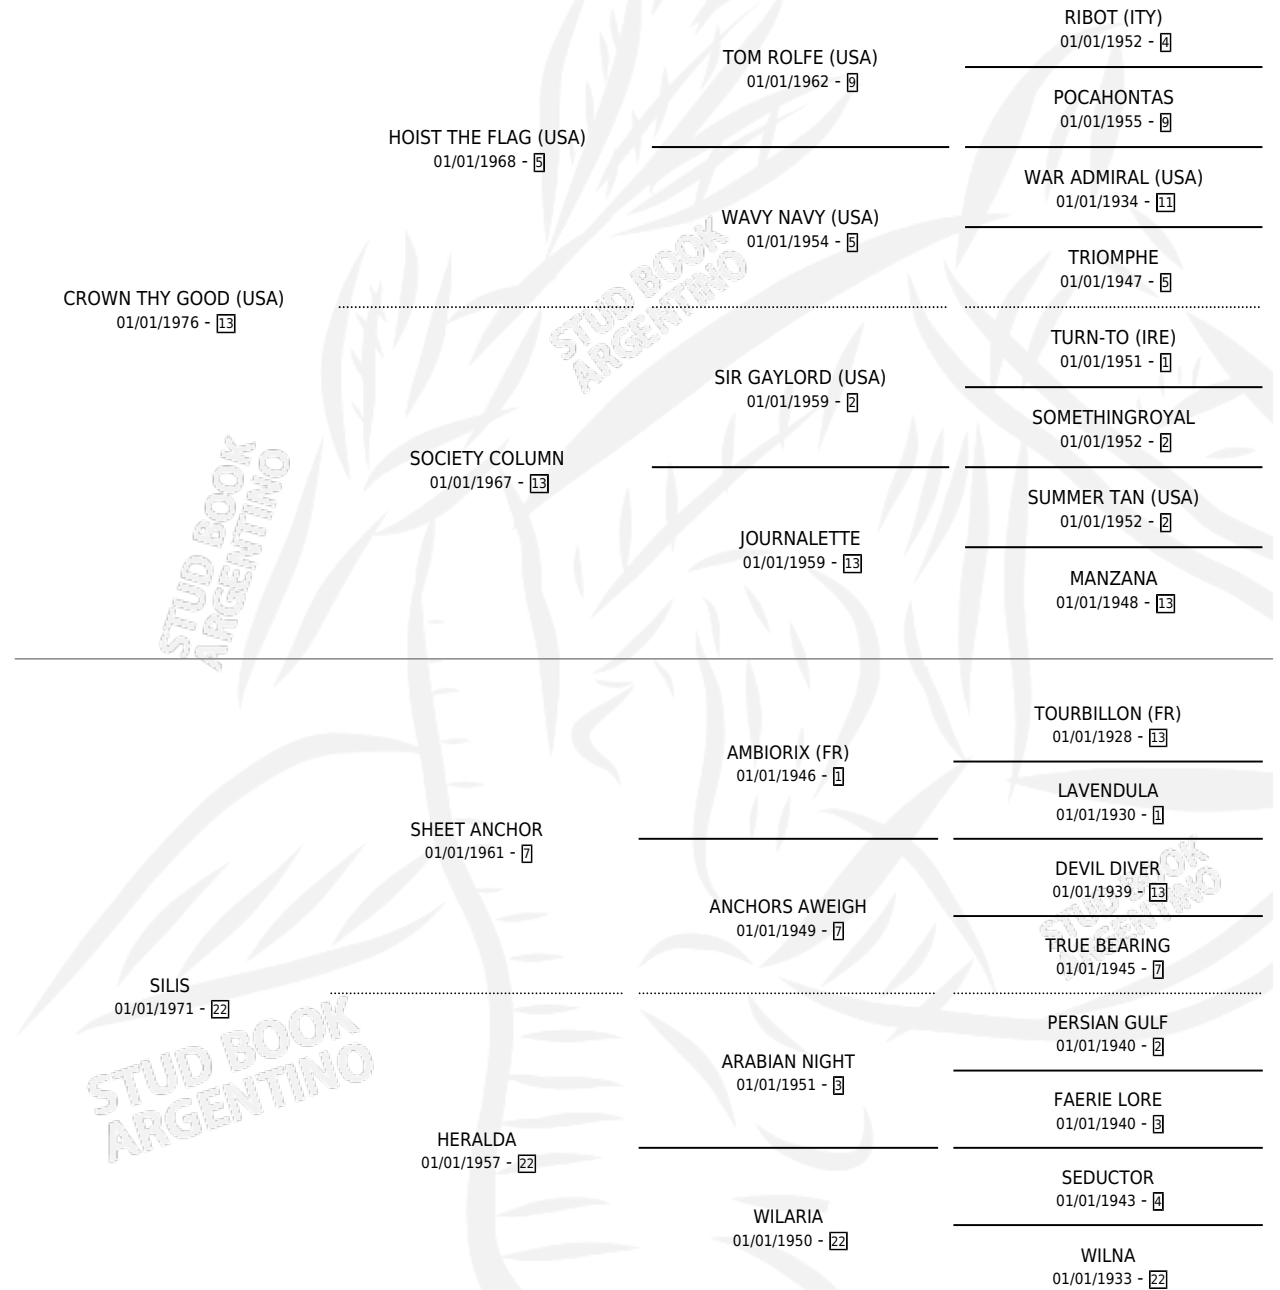 RIBOT (ITY)
01/01/1952 - 4
TOM ROLFE (USA)
01/01/1962 - 9
POCAHONTAS
01/01/1955 - 9
HOIST THE FLAG (USA)
01/01/1968 - 5
WAR ADMIRAL (USA)
01/01/1934 - 11
WAVY NAVY (USA)
01/01/1954 - 5
TRIOMPHE
01/01/1947 - 5
CROWN THY GOOD (USA)
01/01/1976 - 13
TURN-TO (IRE)
01/01/1951 - 1
SIR GAYLORD (USA)
01/01/1959 - 2
SOMETHINGROYAL
01/01/1952 - 2
SOCIETY COLUMN
01/01/1967 - 13
SUMMER TAN (USA)
01/01/1952 - 2
JOURNALETTE
01/01/1959 - 13
MANZANA
01/01/1948 - 13
TOURBILLON (FR)
01/01/1928 - 13
AMBIORIX (FR)
01/01/1946 - 1
LAVENDULA
01/01/1930 - 1
SHEET ANCHOR
01/01/1961 - 7
DEVIL DIVER
01/01/1939 - 13
ANCHORS AWEIGH
01/01/1949 - 7
TRUE BEARING
01/01/1945 - 7
SILIS
01/01/1971 - 22
PERSIAN GULF
01/01/1940 - 2
ARABIAN NIGHT
01/01/1951 - 3
FAERIE LORE
01/01/1940 - 3
HERALDA
01/01/1957 - 22
SEDUCTOR
01/01/1943 - 4
WILARIA
01/01/1950 - 22
WILNA
01/01/1933 - 22
STUD BOOK
ARGENTINO
STUD BOOK
ARGENTINO
STUD BOOK
ARGENTINO
STUD BOOK
ARGENTINO